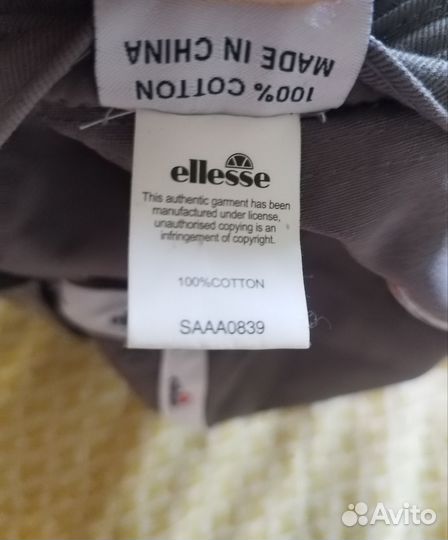 100% COTTON
MADE IN CHINA
ellesse
This authentic garment has been
manufactured under license,
unauthorised copying is an
infringement of copyright.
100%COTTON
SAAA0839
Avito